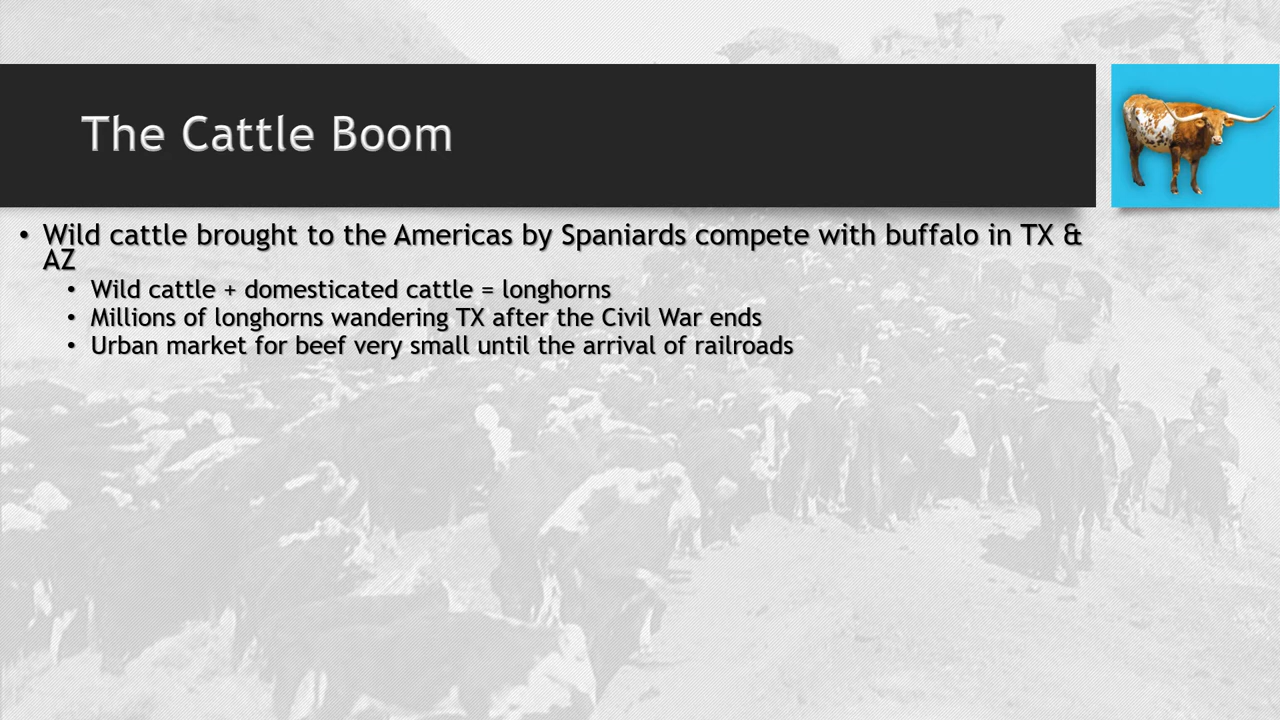 The Cattle Boom
• Wild cattle brought to the Americas by Spaniards compete with buffalo in TX &
AZ
• Wild cattle + domesticated cattle = longhorns
• Millions of longhorns wandering TX after the Civil War ends
• Urban market for beef very small until the arrival of railroads